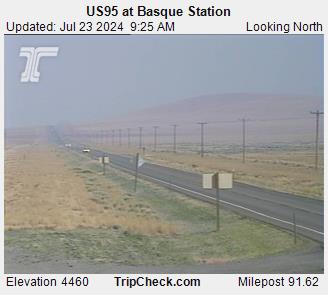 US95 at Basque Station
Updated: Jul 23 2024 9:25 AM Looking North
Elevation 4460 TripCheck.com Milepost 91.62